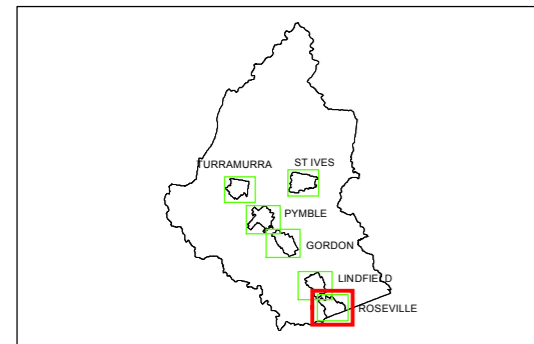 TURRAMURRA
ST IVES
PYMBLE
GORDON
LINDFIELD
ROSEVILLE